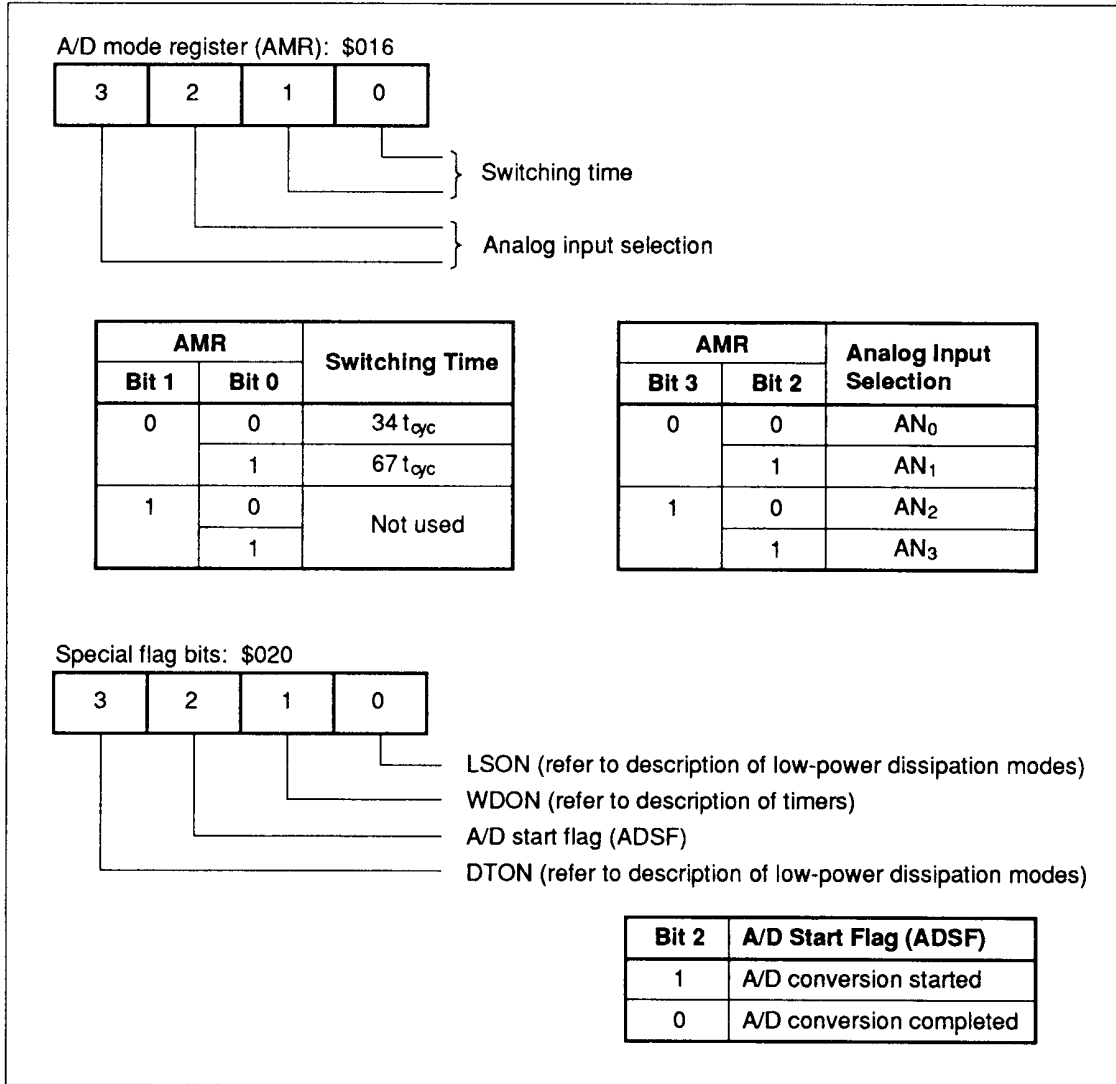 A/D mode register (AMR): $016
3 2 1 0
Switching time
Analog input selection
AMR Switching Time
Bit 1 Bit 0
0 0 34 tcyc
1 67 tcyc
1 0 Not used
1
AMR Analog Input Selection
Bit 3 Bit 2
0 0 AN0
1 AN1
1 0 AN2
1 AN3
Special flag bits: $020
3 2 1 0
LSON (refer to description of low-power dissipation modes)
WDON (refer to description of timers)
A/D start flag (ADSF)
DTON (refer to description of low-power dissipation modes)
Bit 2 A/D Start Flag (ADSF)
1 A/D conversion started
0 A/D conversion completed